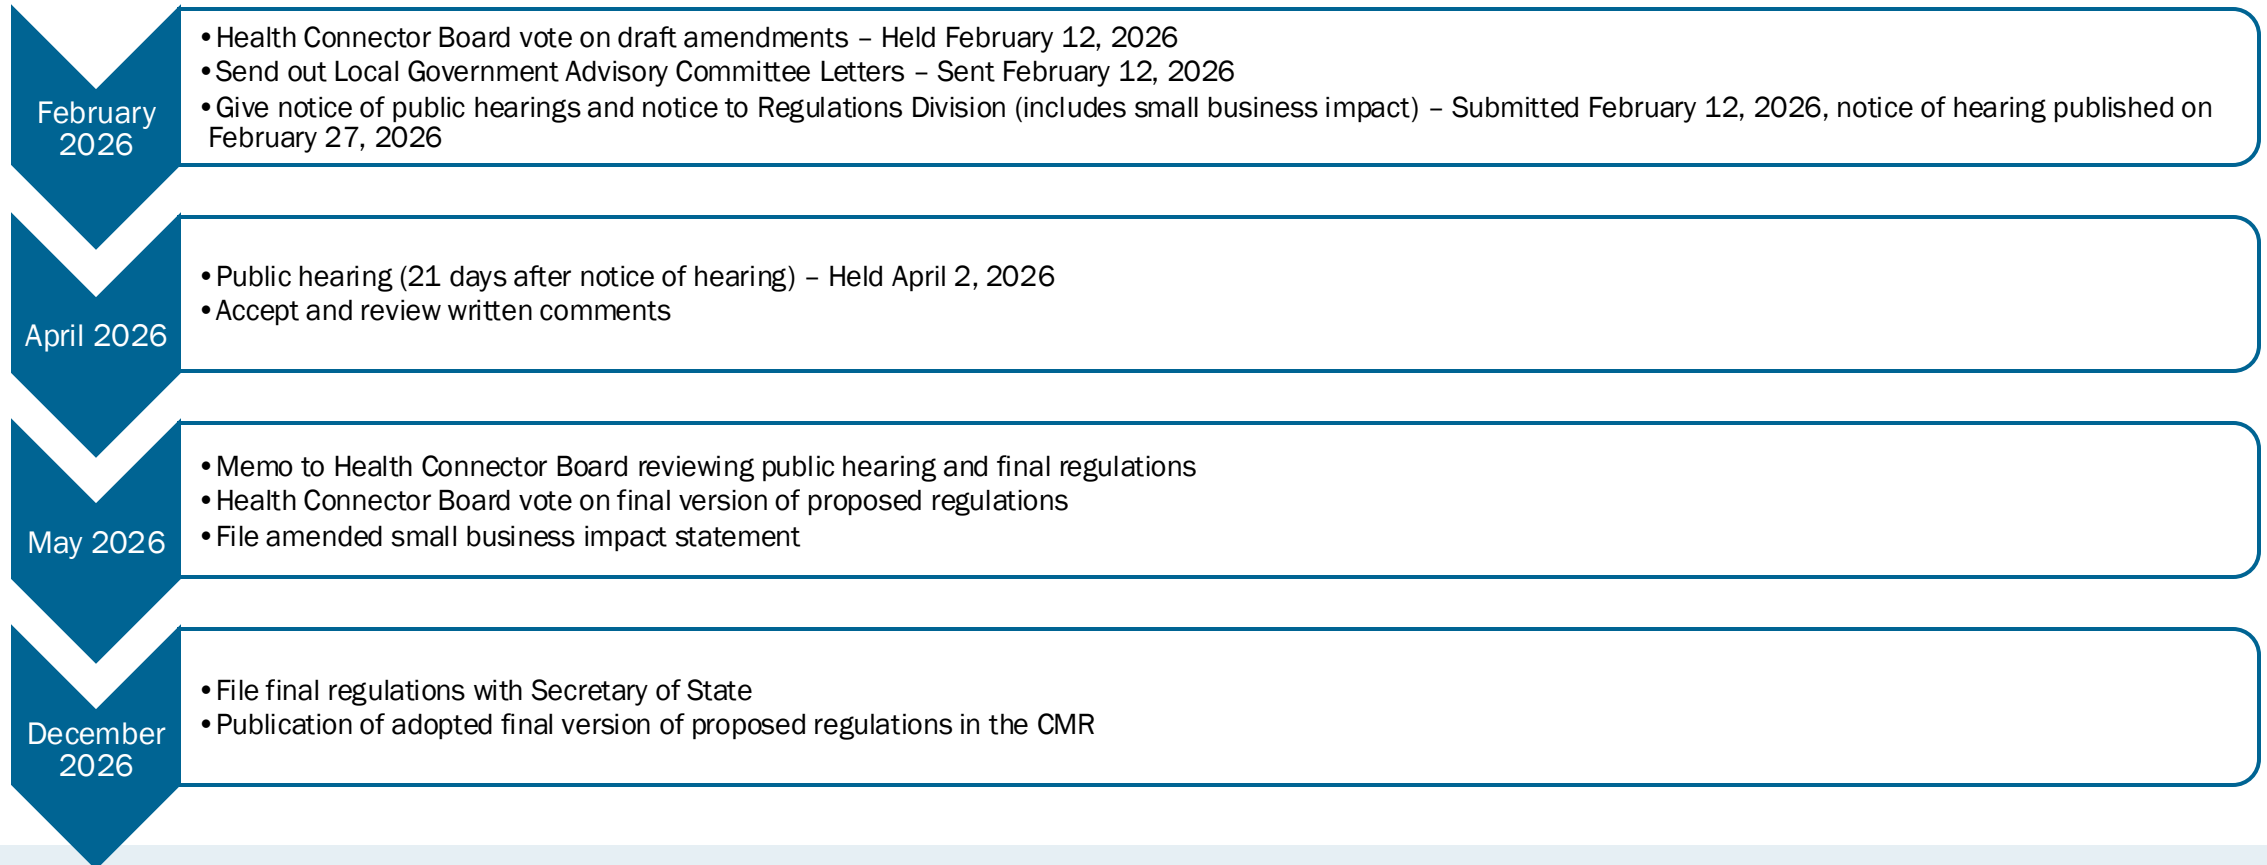 February
2026
•Health Connector Board vote on draft amendments – Held February 12, 2026
•Send out Local Government Advisory Committee Letters – Sent February 12, 2026
•Give notice of public hearings and notice to Regulations Division (includes small business impact) – Submitted February 12, 2026, notice of hearing published on
February 27, 2026
April 2026
•Public hearing (21 days after notice of hearing) – Held April 2, 2026
•Accept and review written comments
May 2026
•Memo to Health Connector Board reviewing public hearing and final regulations
•Health Connector Board vote on final version of proposed regulations
•File amended small business impact statement
December
2026
•File final regulations with Secretary of State
•Publication of adopted final version of proposed regulations in the CMR